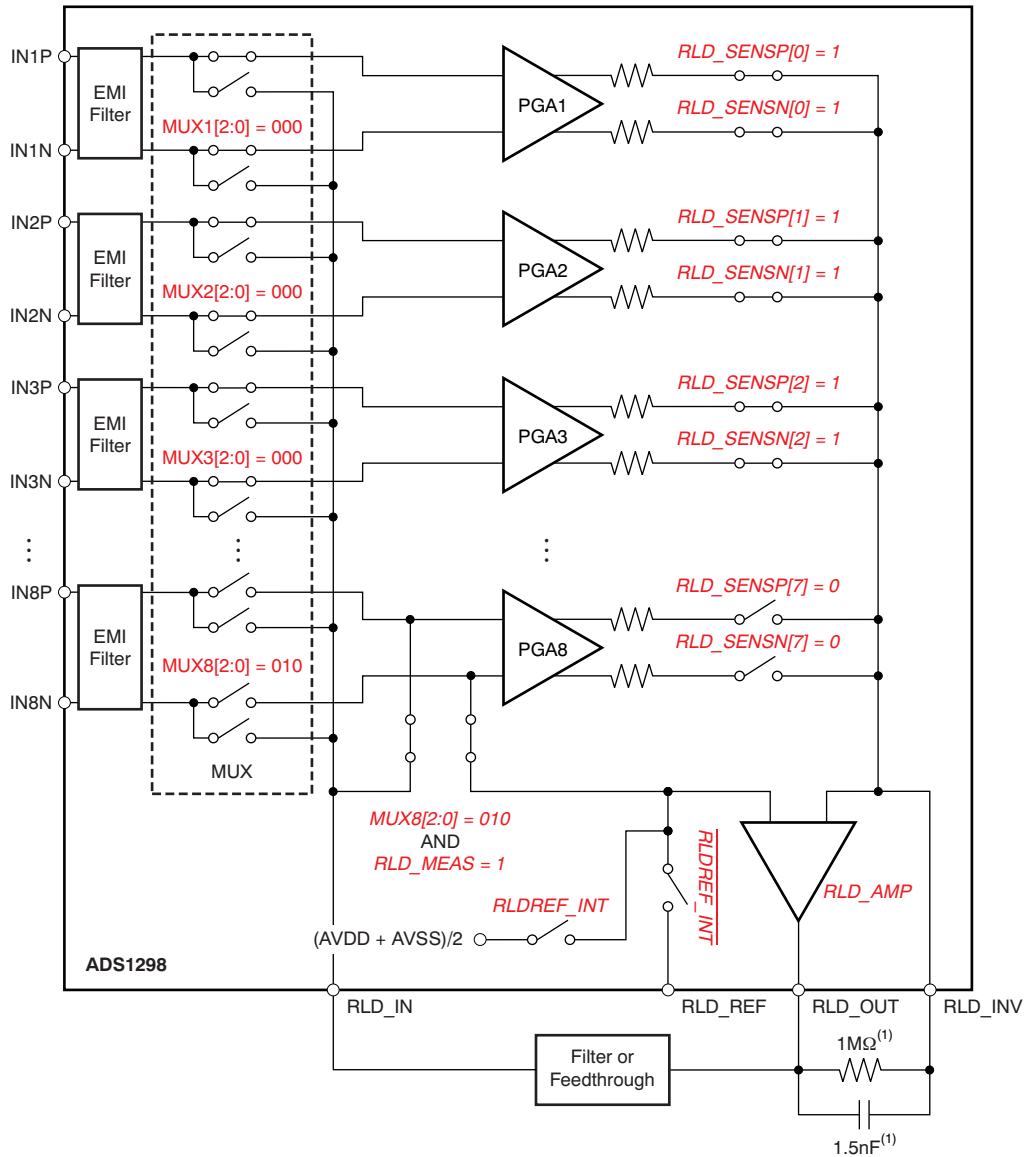 IN1P
EMI
Filter
MUX1[2:0] = 000
IN1N
PGA1
RLD_SENSP[0] = 1
RLD_SENSN[0] = 1
IN2P
EMI
Filter
MUX2[2:0] = 000
IN2N
PGA2
RLD_SENSP[1] = 1
RLD_SENSN[1] = 1
IN3P
EMI
Filter
MUX3[2:0] = 000
IN3N
PGA3
RLD_SENSP[2] = 1
RLD_SENSN[2] = 1
IN8P
EMI
Filter
MUX8[2:0] = 010
IN8N
MUX
PGA8
RLD_SENSP[7] = 0
RLD_SENSN[7] = 0
MUX8[2:0] = 010
AND
RLD_MEAS = 1
RLDREF_INT
(AVDD + AVSS)/2
RLDREF_INT
RLD_AMP
ADS1298
RLD_IN
RLD_REF
RLD_OUT
RLD_INV
Filter or
Feedthrough
1MΩ(1)
1.5nF(1)